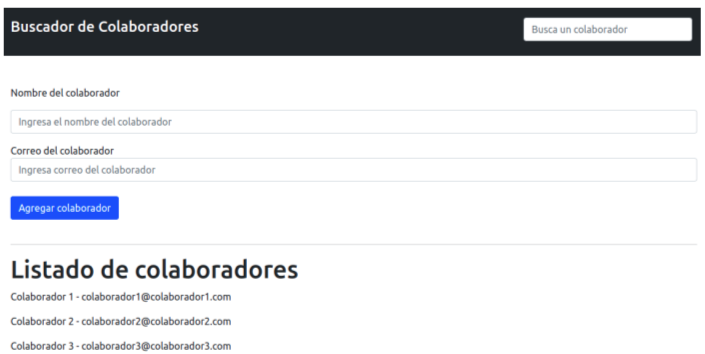 Buscador de Colaboradores
Busca un colaborador
Nombre del colaborador
Ingresa el nombre del colaborador
Correo del colaborador
Ingresa correo del colaborador
Agregar colaborador
Listado de colaboradores
Colaborador 1 - colaborador1@colaborador1.com
Colaborador 2 - colaborador2@colaborador2.com
Colaborador 3 - colaborador3@colaborador3.com